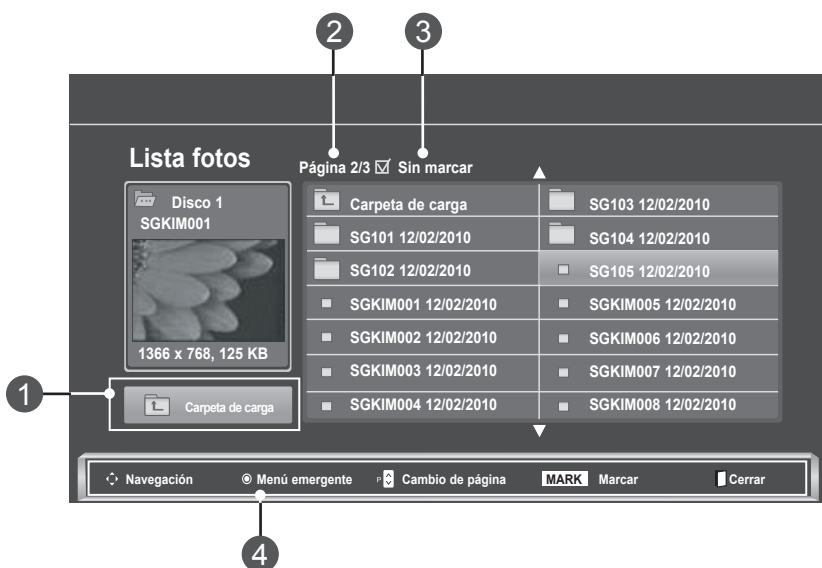 2 3
Lista fotos
Página 2/3 Sin marcar
Disco 1
SGKIM001
1366 x 768, 125 KB
1
Carpeta de carga
Carpeta de carga
SG101 12/02/2010
SG102 12/02/2010
SGKIM001 12/02/2010
SGKIM002 12/02/2010
SGKIM003 12/02/2010
SGKIM004 12/02/2010
SG103 12/02/2010
SG104 12/02/2010
SG105 12/02/2010
SGKIM005 12/02/2010
SGKIM006 12/02/2010
SGKIM007 12/02/2010
SGKIM008 12/02/2010
Navegación Menú emergente P Cambio de página MARK Marcar Cerrar
4